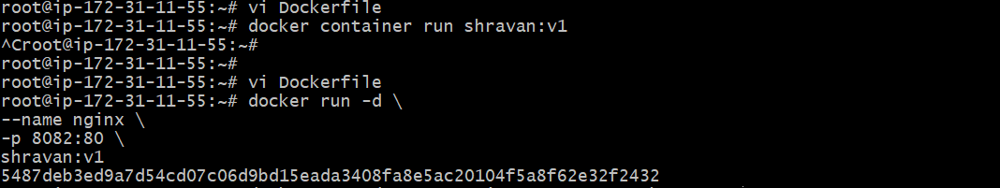 root@ip-172-31-11-55:~# vi Dockerfile
root@ip-172-31-11-55:~# docker container run shravan:v1
^Croot@ip-172-31-11-55:~#
root@ip-172-31-11-55:~#
root@ip-172-31-11-55:~# vi Dockerfile
root@ip-172-31-11-55:~# docker run -d \
--name nginx \
-p 8082:80 \
shravan:v1
5487deb3ed9a7d54cd07c06d9bd15eada3408fa8e5ac20104f5a8f62e32f2432